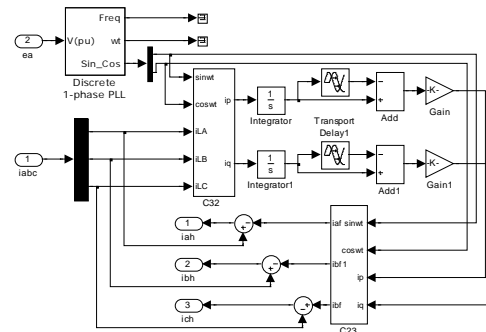 Freq
2
V(pu)
wt
ea
Sin_Cos
Discrete
1-phase PLL
sinwt
coswt
ip
1
s
-
+
-K-
Integrator
Transport
Delay1
Add
Gain
iLA
1
iabc
iLB
iq
1
s
-
+
-K-
iLC
Integrator1
Add1
Gain1
C32
1
iah
+
-
iaf
sinwt
coswt
2
ibh
+
-
ibf1
ip
3
ich
+
-
ibf
iq
C23